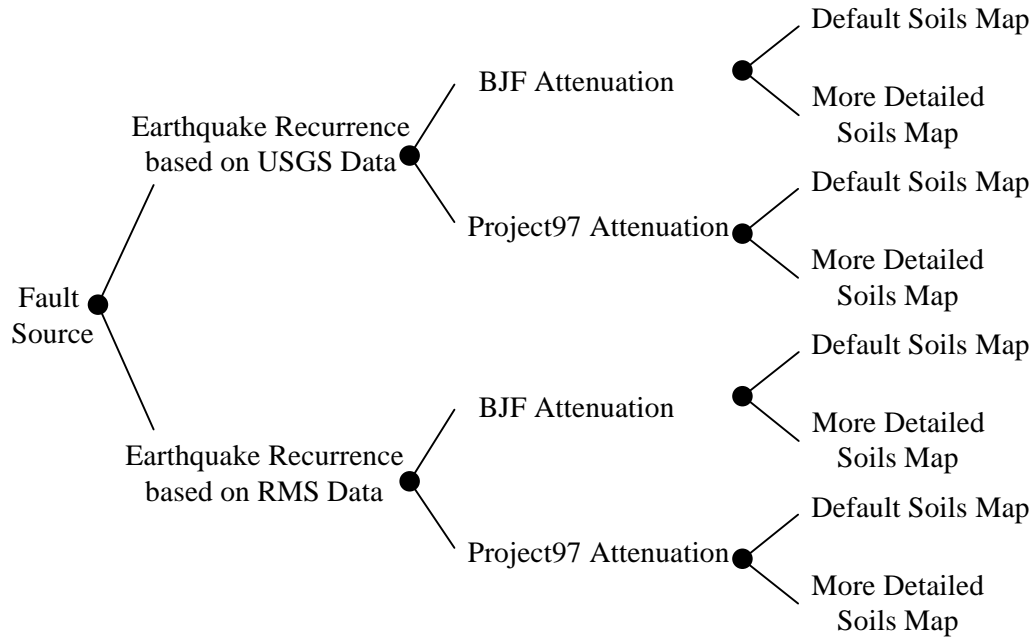 Default Soils Map
BJF Attenuation
More Detailed
Soils Map
Earthquake Recurrence
based on USGS Data
Default Soils Map
Project97 Attenuation
More Detailed
Soils Map
Fault
Source
Default Soils Map
BJF Attenuation
More Detailed
Soils Map
Earthquake Recurrence
based on RMS Data
Default Soils Map
Project97 Attenuation
More Detailed
Soils Map